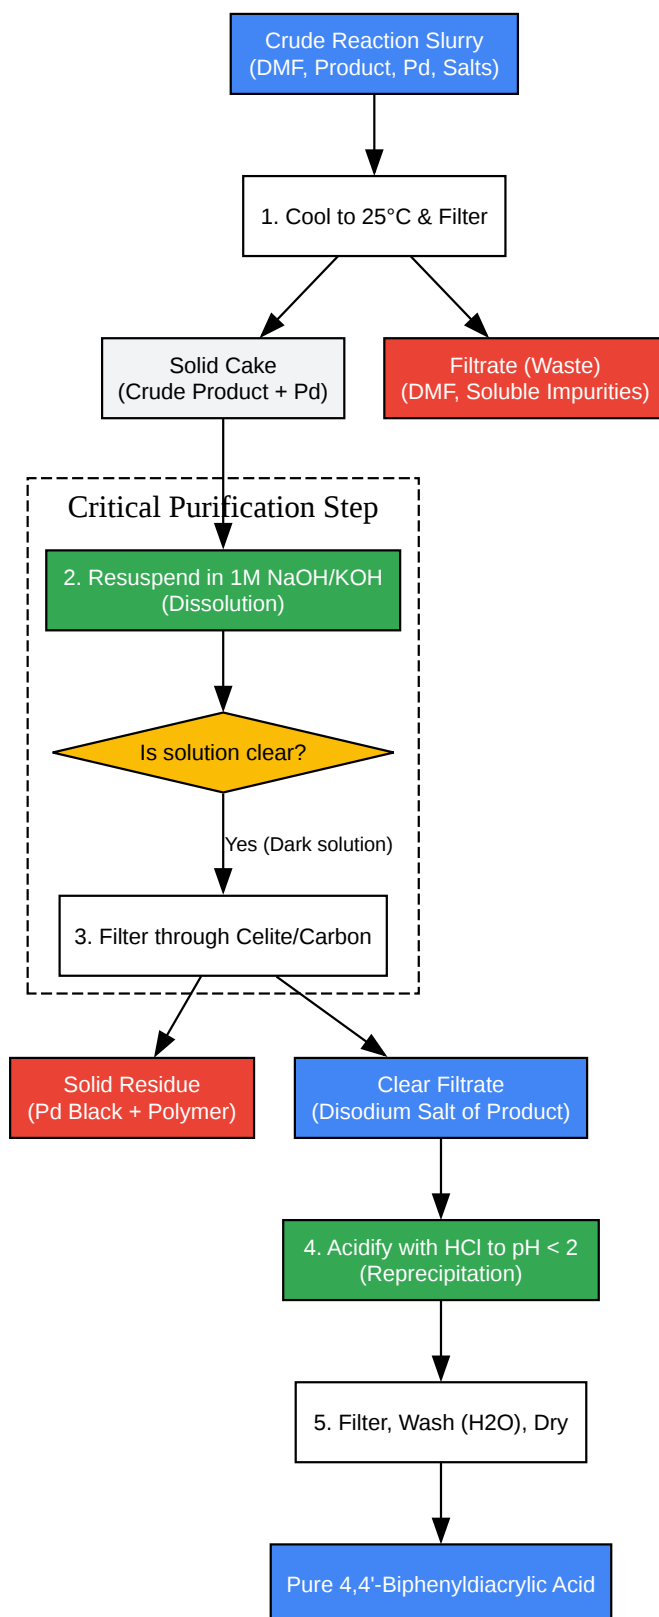 Crude Reaction Slurry
(DMF, Product, Pd, Salts)
1. Cool to 25°C & Filter
Solid Cake
(Crude Product + Pd)
Filtrate (Waste)
(DMF, Soluble Impurities)
Critical Purification Step
2. Resuspend in 1M NaOH/KOH
(Dissolution)
Is solution clear?
Yes (Dark solution)
3. Filter through Celite/Carbon
Solid Residue
(Pd Black + Polymer)
Clear Filtrate
(Disodium Salt of Product)
4. Acidify with HCl to pH < 2
(Reprecipitation)
5. Filter, Wash (H2O), Dry
Pure 4,4'-Biphenyldiacrylic Acid